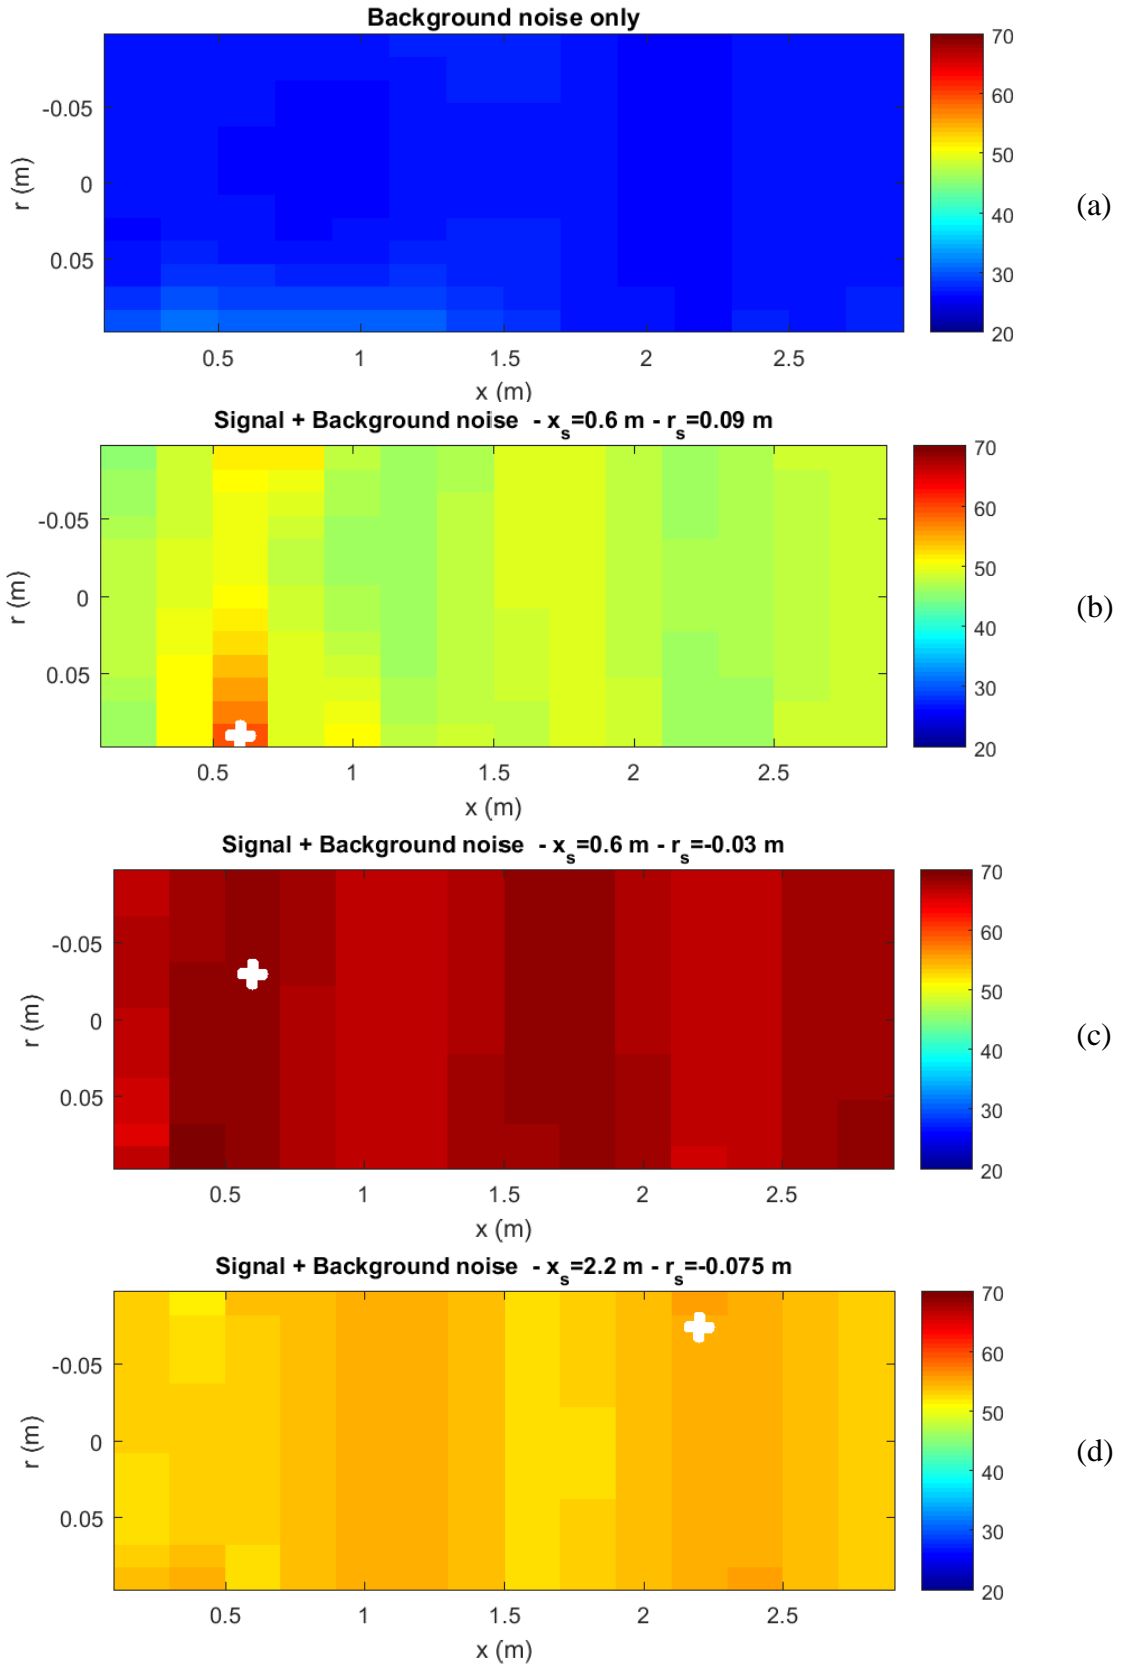 Background noise only
70
-0.05
60
50
r (m)
0
(a)
40
0.05
30
20
0.5 1 1.5 2 2.5
x (m)
Signal + Background noise - x_s=0.6 m - r_s=0.09 m
70
-0.05
60
50
r (m)
0
(b)
40
0.05
30
20
0.5 1 1.5 2 2.5
x (m)
Signal + Background noise - x_s=0.6 m - r_s=-0.03 m
70
-0.05
60
50
r (m)
0
(c)
40
0.05
30
20
0.5 1 1.5 2 2.5
x (m)
Signal + Background noise - x_s=2.2 m - r_s=-0.075 m
70
-0.05
60
50
r (m)
0
(d)
40
0.05
30
20
0.5 1 1.5 2 2.5
x (m)